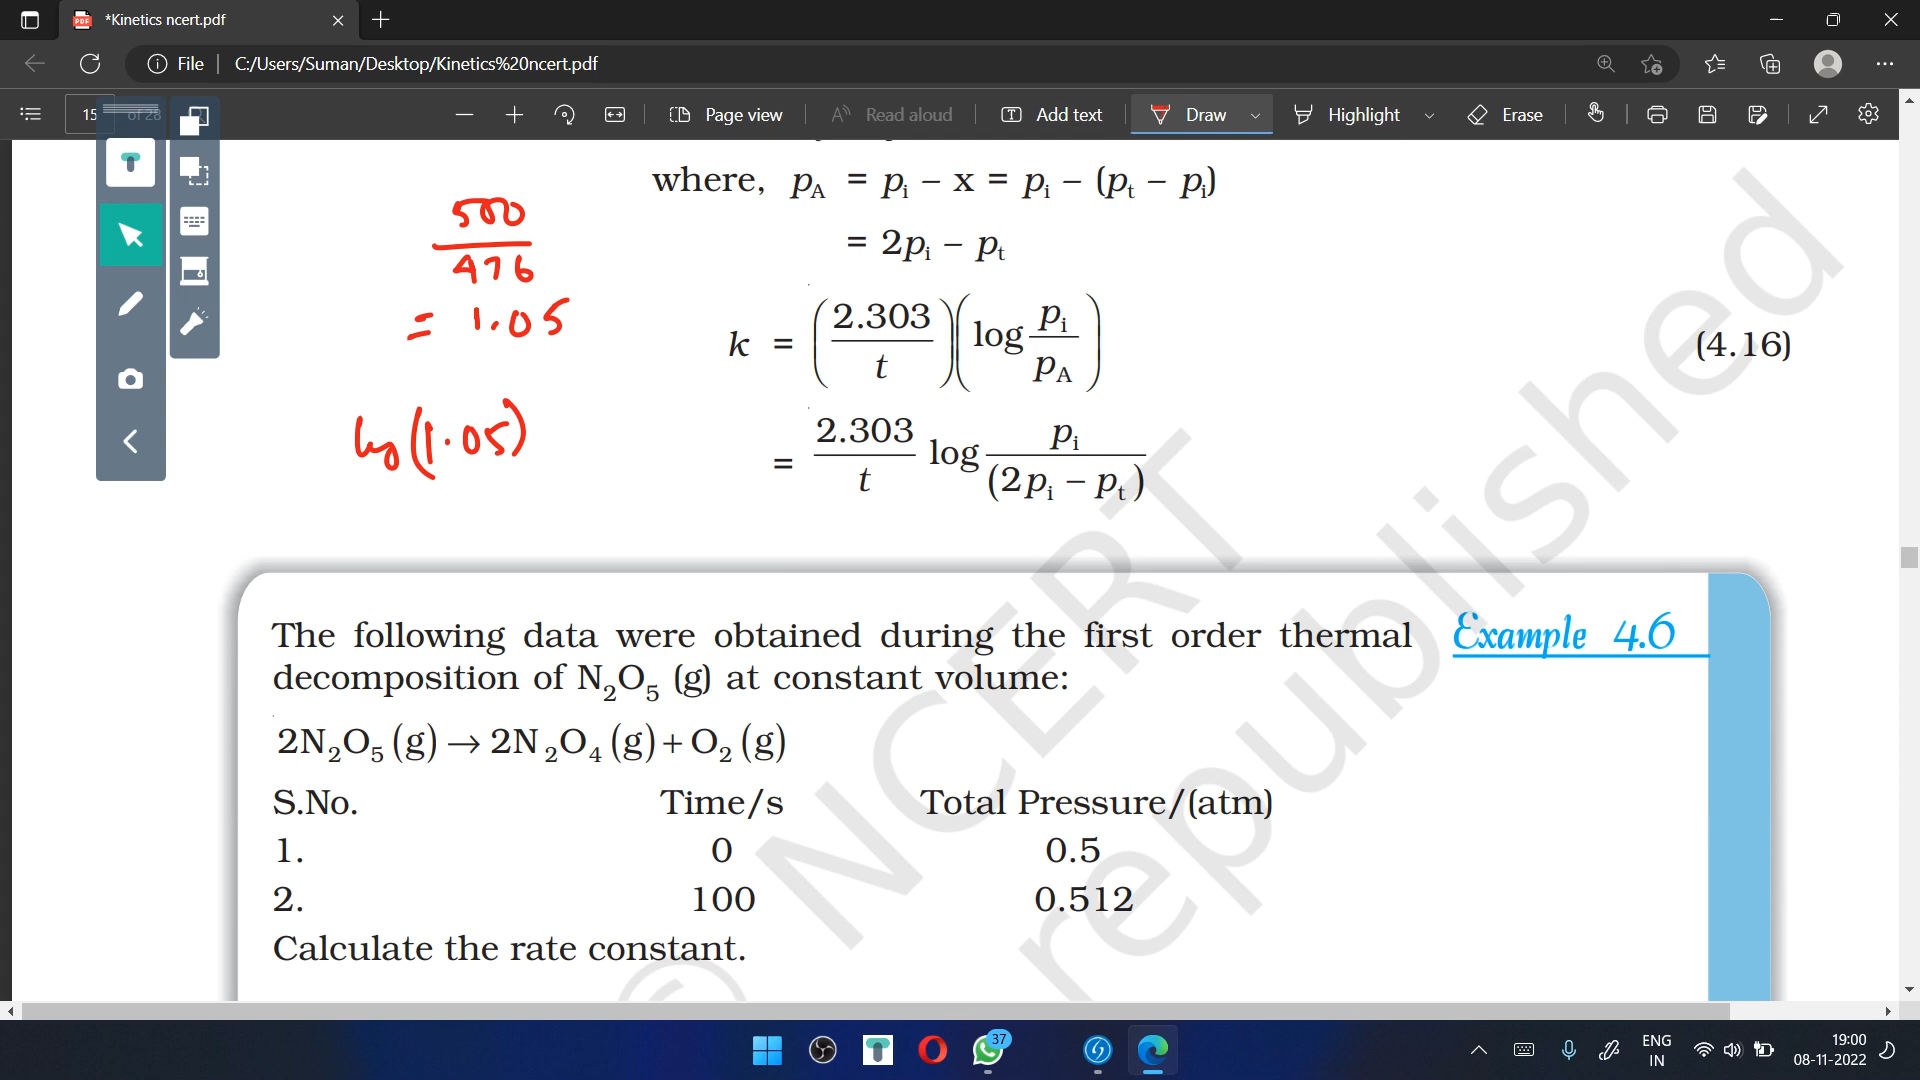 *Kinetics ncert.pdf
File C:/Users/Suman/Desktop/Kinetics%20ncert.pdf
15 of 28 Page view Read aloud Add text Draw Highlight Erase
where, pA = pi – x = pi – (pt – pi)
= 2pi – pt
500
476
= 1.05
k = (2.303/t)(log pi/pA) (4.16)
log(1.05)
= 2.303/t log pi/(2pi – pt)
The following data were obtained during the first order thermal
decomposition of N2O5 (g) at constant volume:
Example 4.6
2N2O5 (g) → 2N2O4 (g) + O2 (g)
S.No. Time/s Total Pressure/(atm)
1. 0 0.5
2. 100 0.512
Calculate the rate constant.
© NCERT
republished
37
ENG
IN
19:00
08-11-2022